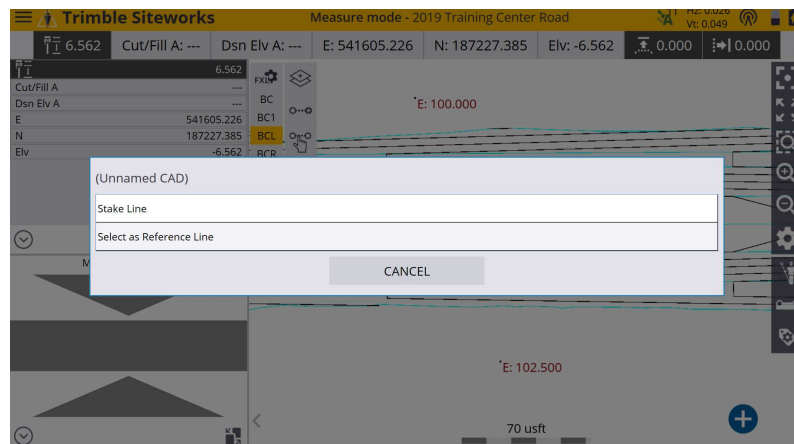 Trimble Siteworks
Measure mode - 2019 Training Center Road
Hz: 0.026
Vt: 0.049
6.562 Cut/Fill A: --- Dsn Elv A: --- E: 541605.226 N: 187227.385 Elv: -6.562 0.000 0.000
6.562
Cut/Fill A ---
Dsn Elv A ---
E 541605.226
N 187227.385
Elv -6.562
FXL
BC
BC1
BCL
BCR
E: 100.000
(Unnamed CAD)
Stake Line
Select as Reference Line
CANCEL
M
E: 102.500
70 usft